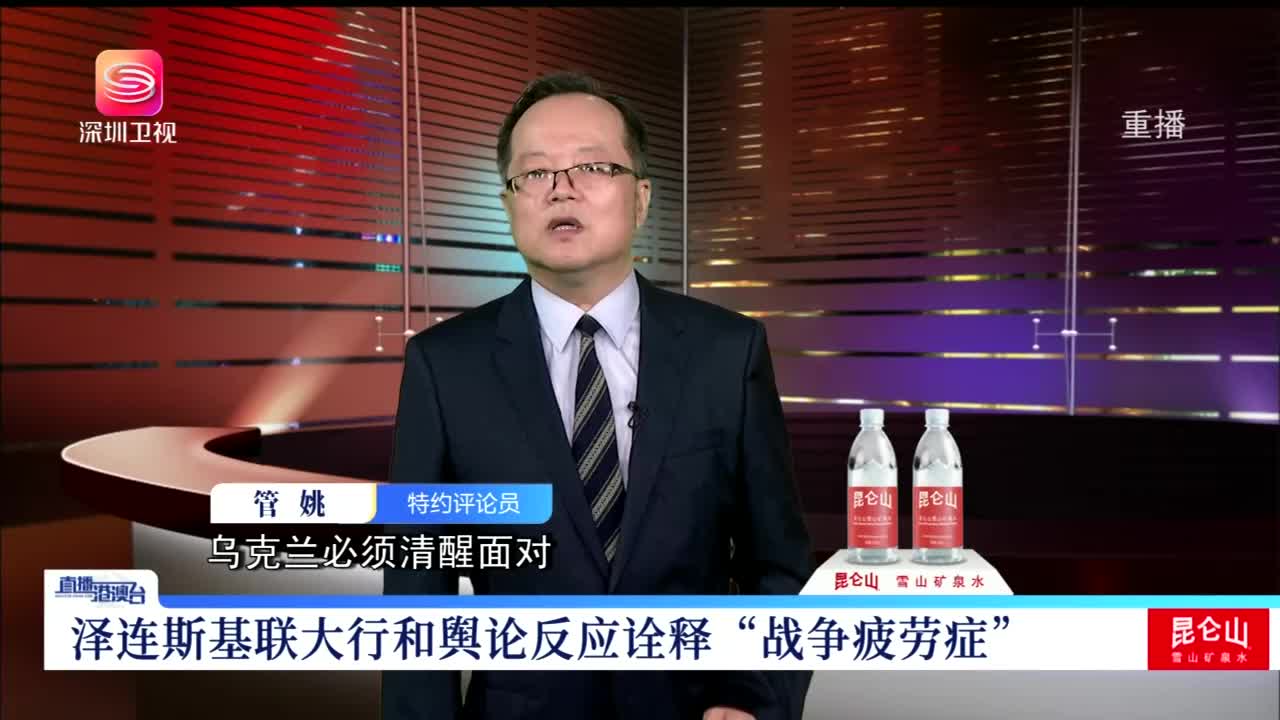 深圳卫视
重播
管姚
特约评论员
乌克兰必须清醒面对
直播港澳台
泽连斯基联大行和舆论反应诠释“战争疲劳症”
昆仑山
昆仑山
昆仑山 雪山矿泉水
昆仑山
雪山矿泉水